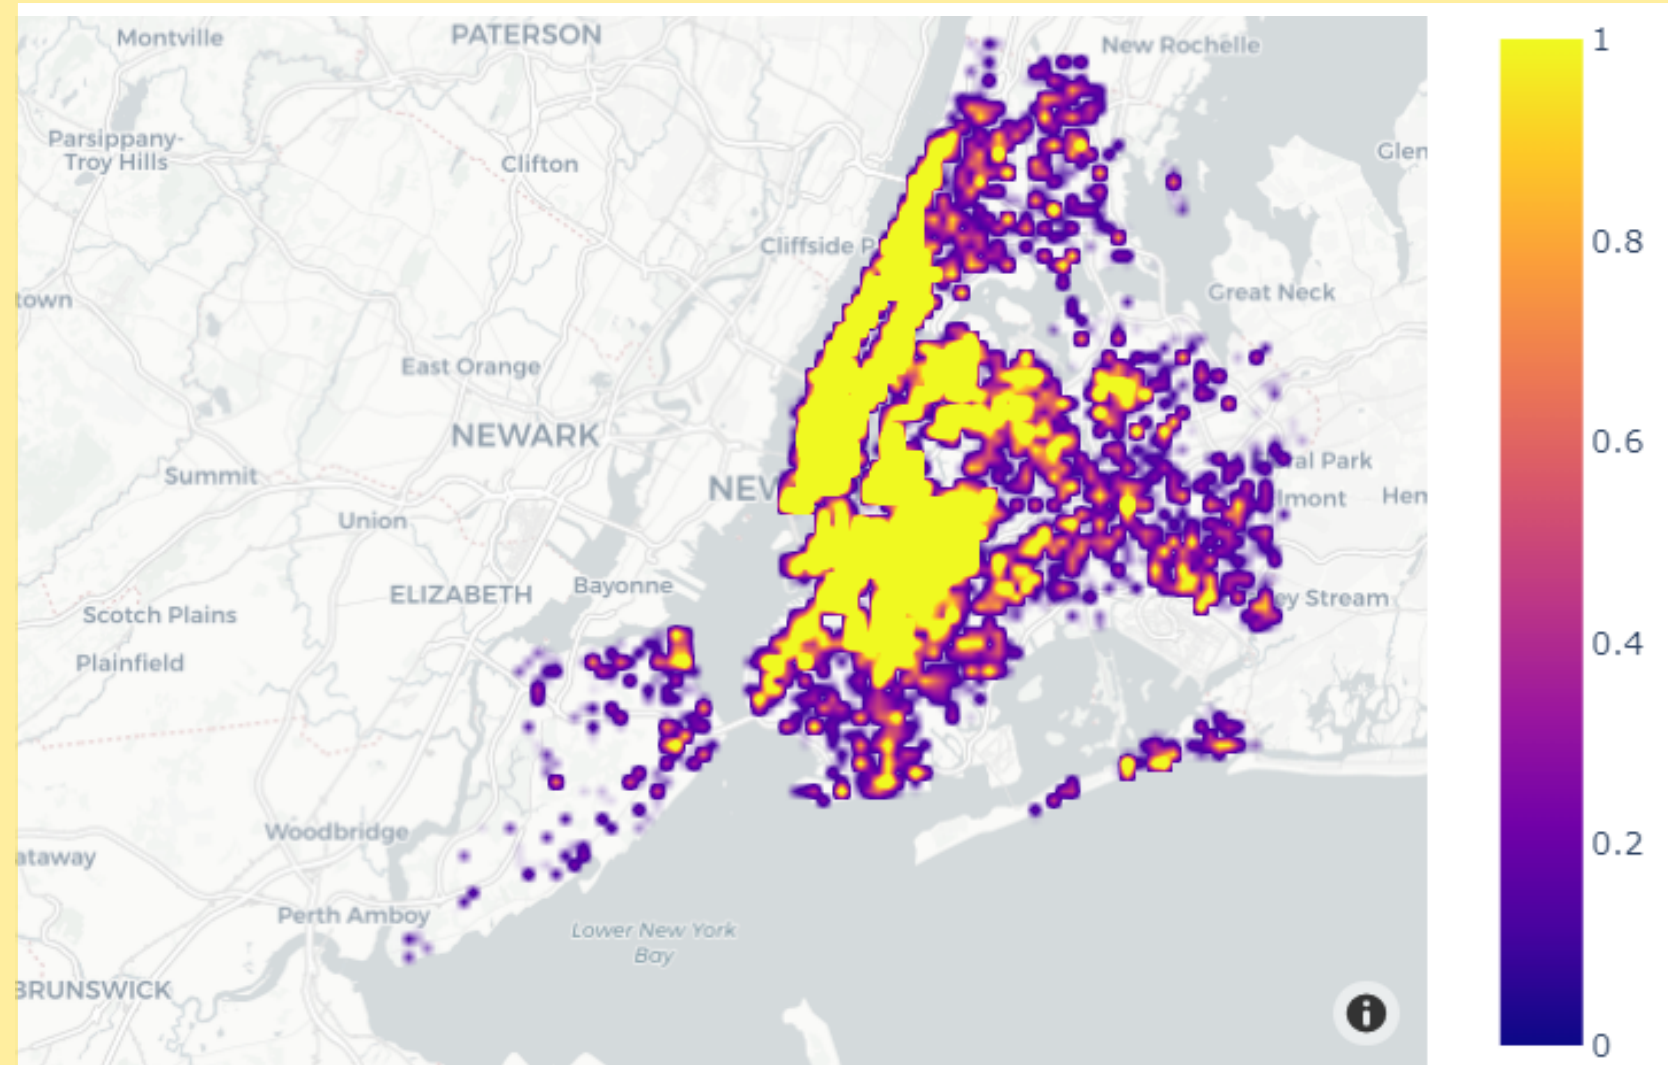 Montville
PATERSON
New Rochelle
Parsippany-
Troy Hills
Clifton
Glen
Cliffside P
town
Great Neck
East Orange
NEWARK
Summit
NEW
al Park
lmont
Hen
Union
ELIZABETH
Bayonne
ey Stream
Scotch Plains
Plainfield
Woodbridge
ataway
Perth Amboy
Lower New York
Bay
BRUNSWICK
1
0.8
0.6
0.4
0.2
0